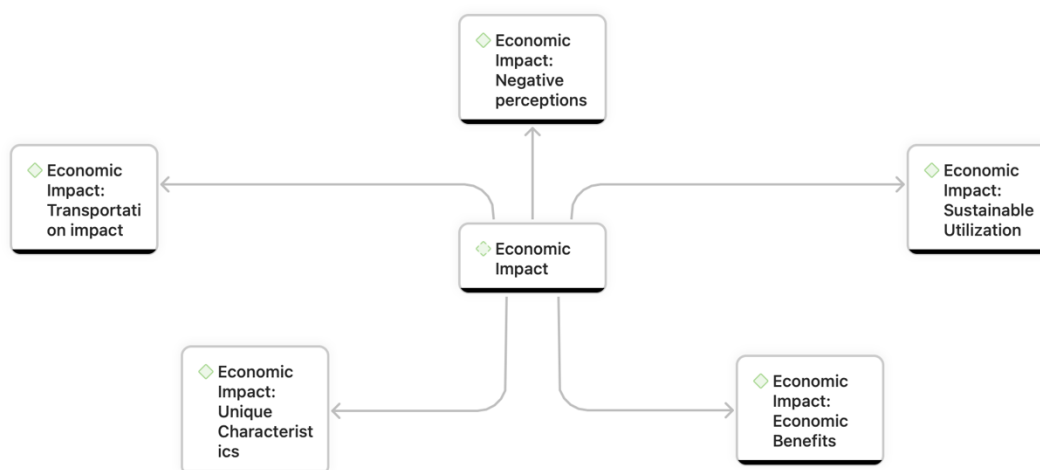 Economic
Impact:
Negative
perceptions
Economic
Impact:
Transportati
on impact
Economic
Impact:
Sustainable
Utilization
Economic
Impact
Economic
Impact:
Unique
Characterist
ics
Economic
Impact:
Economic
Benefits